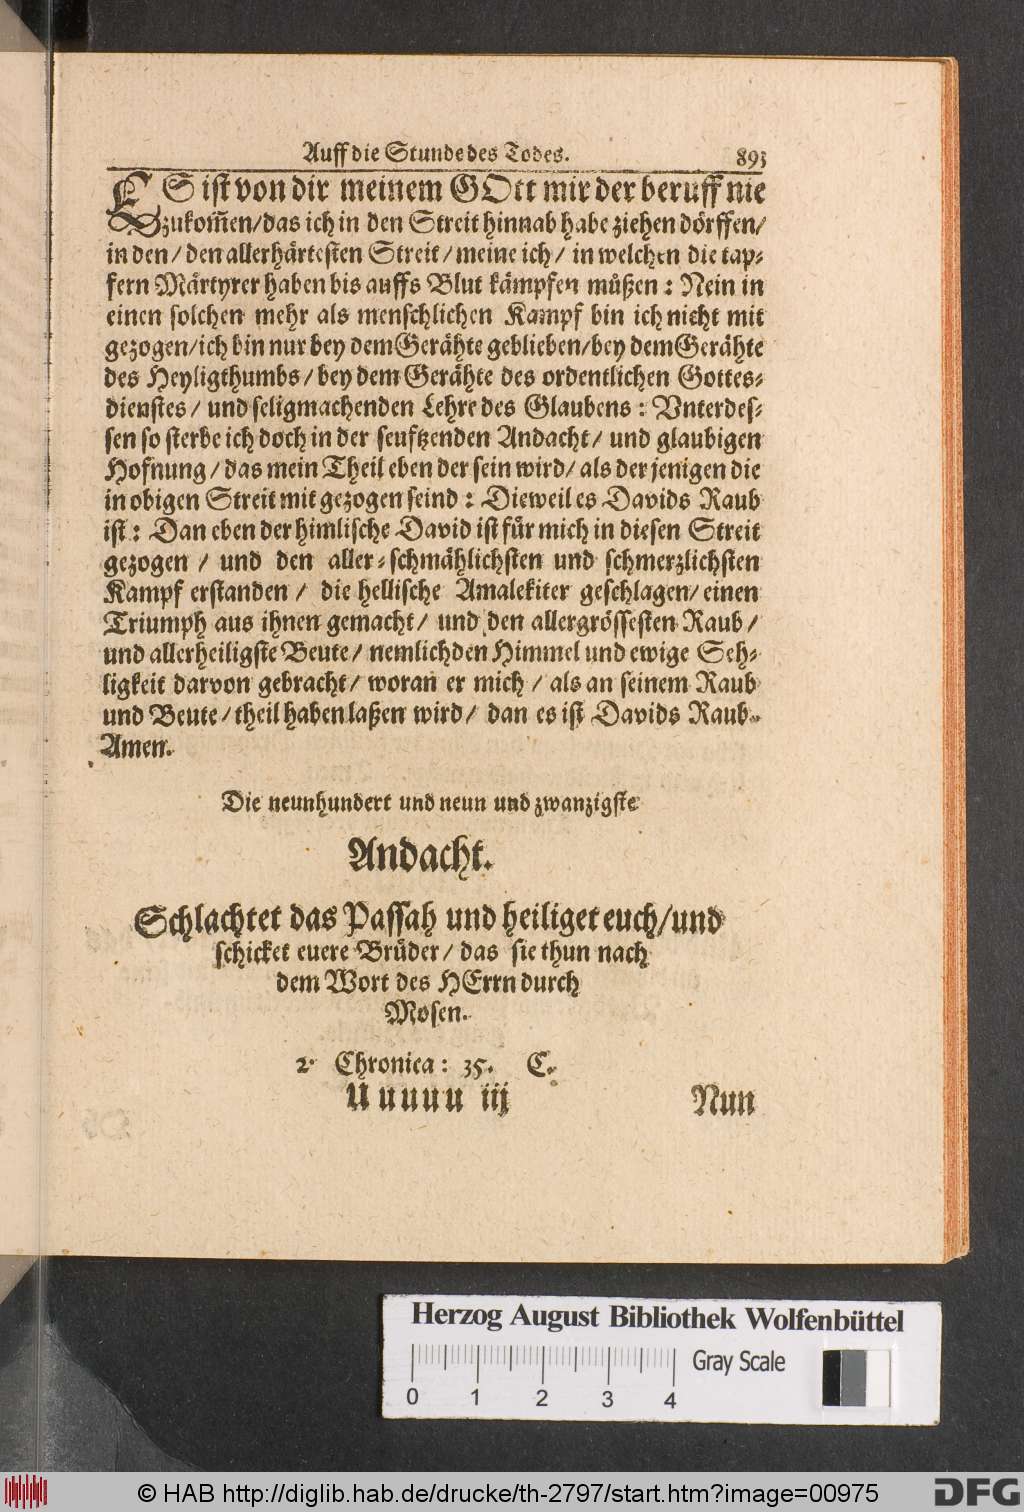 Auff die Stunde des Todes. 893
ES ist von dir meinem GOtt mir der beruff nie
zukom̃en/das ich in den Streit hinnab habe ziehen dörffen/
in den/den allerhärtesten Streit/meine ich/ in welchen die tap-
fern Märtyrer haben bis auffs Blut kämpfen müßen: Nein in
einen solchen mehr als menschlichen Kampf bin ich nicht mit
gezogen/ich bin nur bey dem Gerähte geblieben/bey dem Gerähte
des Heyligthumbs/bey dem Gerähte des ordentlichen Gottes-
dienstes/ und seligmachenden Lehre des Glaubens: Vnterdes-
sen so sterbe ich doch in der seuftzenden Andacht/ und glaubigen
Hofnung/das mein Theil eben der sein wird/ als der jenigen die
in obigen Streit mit gezogen seind: Dieweil es Davids Raub
ist: Dan eben der himlische David ist für mich in diesen Streit
gezogen / und den aller-schmählichsten und schmerzlichsten
Kampf erstanden / die hellische Amalekiter geschlagen/einen
Triumph aus ihnen gemacht/ und den allergrössesten Raub/
und allerheiligste Beute/ nemlich den Himmel und ewige Seh-
ligkeit darvon gebracht/ woran er mich / als an seinem Raub
und Beute/theil haben laßen wird/ dan es ist Davids Raub.
Amen.
Die neunhundert und neun und zwanzigste
Andacht.
Schlachtet das Passah und heiliget euch/und
schicket euere Brüder/ das sie thun nach
dem Wort des HErrn durch
Mosen.
2. Chronica: 35. C.
Uuuuu iij Nun
Herzog August Bibliothek Wolfenbüttel
Gray Scale
0 1 2 3 4
© HAB http://diglib.hab.de/drucke/th-2797/start.htm?image=00975
DFG